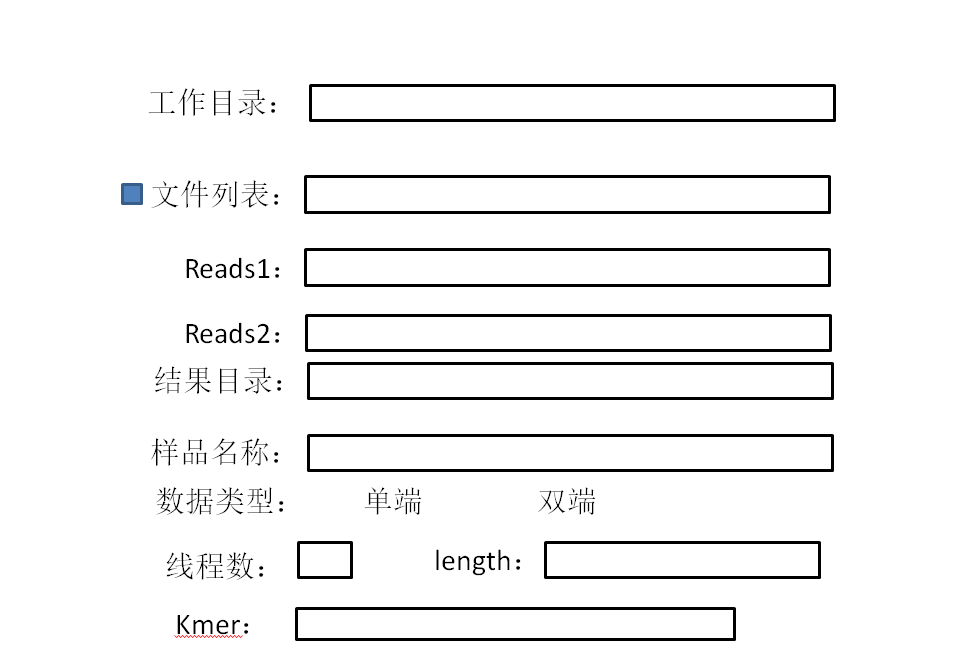 工作目录：
文件列表：
Reads1：
Reads2：
结果目录：
样品名称：
数据类型： 单端 双端
线程数： length：
Kmer：